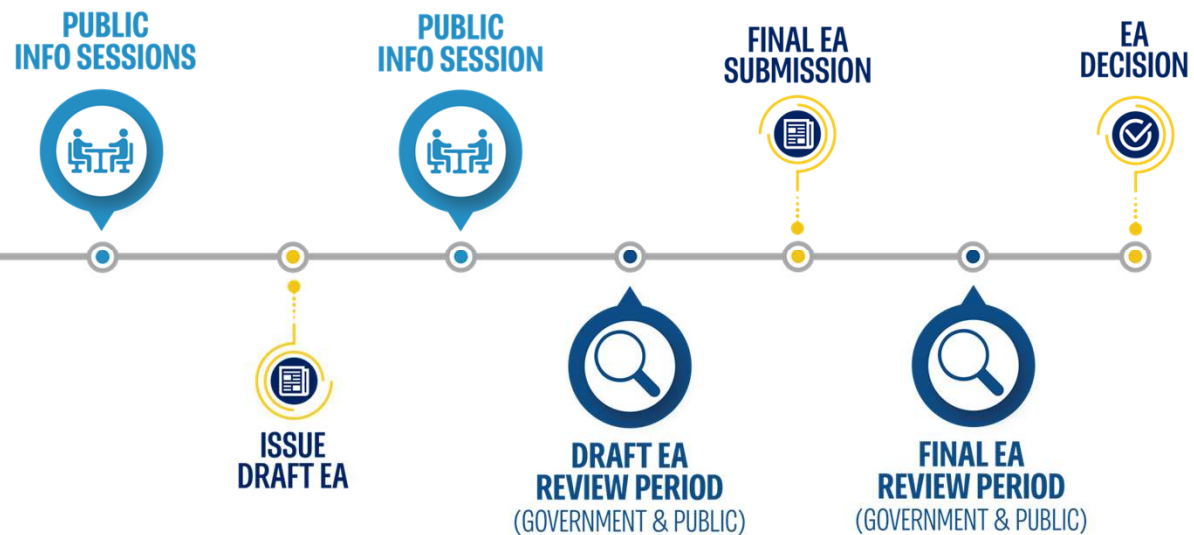 PUBLIC
INFO SESSIONS
ISSUE
DRAFT EA
PUBLIC
INFO SESSION
DRAFT EA
REVIEW PERIOD
(GOVERNMENT & PUBLIC)
FINAL EA
SUBMISSION
FINAL EA
REVIEW PERIOD
(GOVERNMENT & PUBLIC)
EA
DECISION